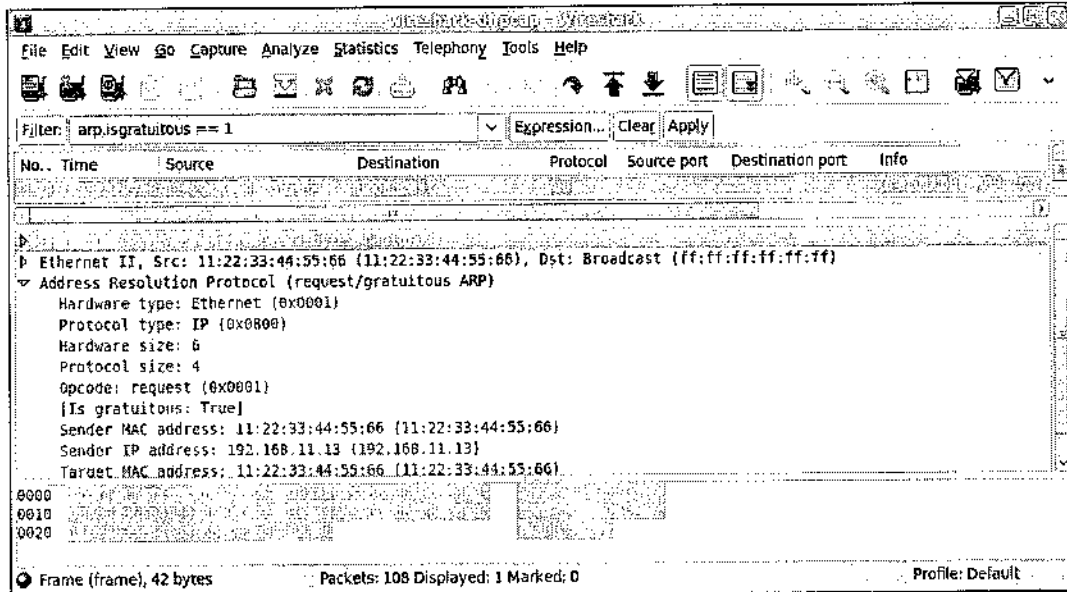 File Edit View Go Capture Analyze Statistics Telephony Tools Help
Filter: arp.isgratuitous == 1 Expression... Clear Apply
No.. Time Source Destination Protocol Source port Destination port Info
Ethernet II, Src: 11:22:33:44:55:66 (11:22:33:44:55:66), Dst: Broadcast (ff:ff:ff:ff:ff:ff)
Address Resolution Protocol (request/gratuitous ARP)
Hardware type: Ethernet (0x0001)
Protocol type: IP (0x0800)
Hardware size: 6
Protocol size: 4
Opcode: request (0x0001)
[Is gratuitous: True]
Sender MAC address: 11:22:33:44:55:66 (11:22:33:44:55:66)
Sender IP address: 192.168.11.13 (192.168.11.13)
Target MAC address: 11:22:33:44:55:66 (11:22:33:44:55:66)
0000
0010
0020
Frame (frame), 42 bytes Packets: 108 Displayed: 1 Marked: 0 Profile: Default